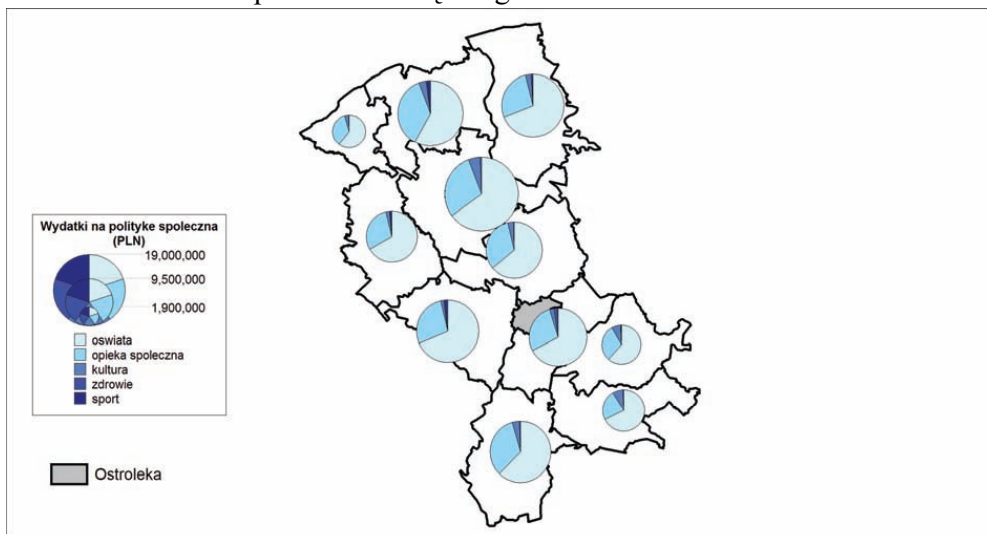 Wydatki na polityke spoleczna
(PLN)
19,000,000
9,500,000
1,900,000
oswiata
opieka spoleczna
kultura
zdrowie
sport
Ostroleka